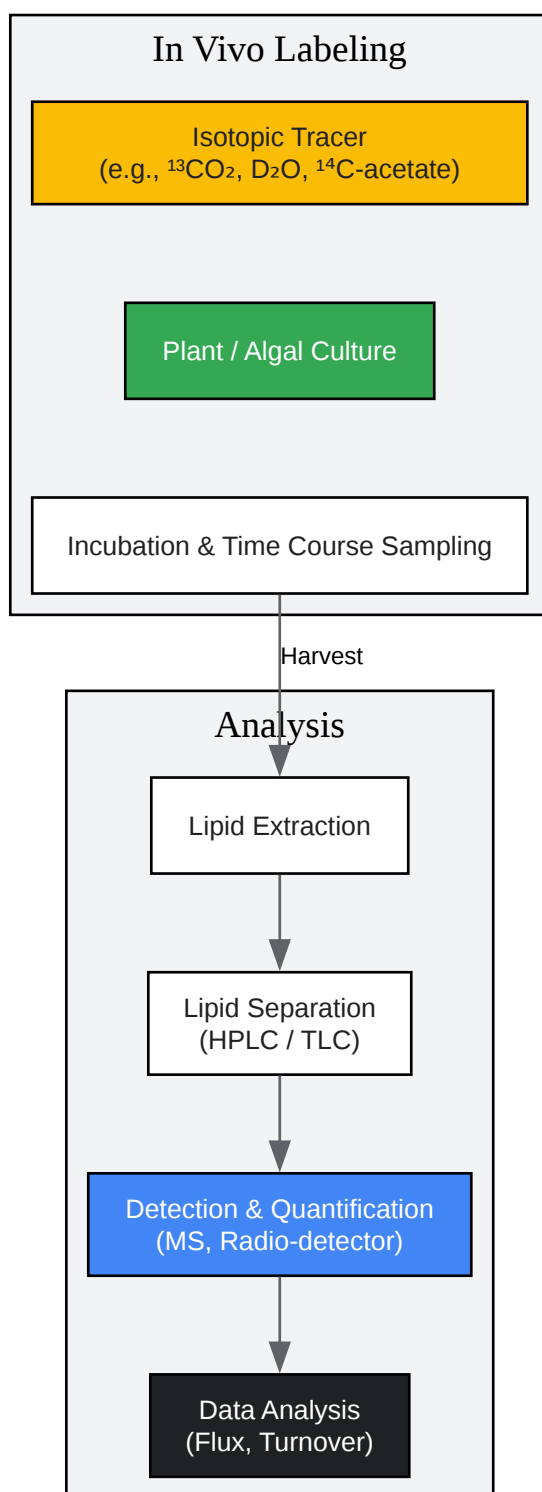 In Vivo Labeling
Isotopic Tracer
(e.g., ¹³CO₂, D₂O, ¹⁴C-acetate)
Plant / Algal Culture
Incubation & Time Course Sampling
Harvest
Analysis
Lipid Extraction
Lipid Separation
(HPLC / TLC)
Detection & Quantification
(MS, Radio-detector)
Data Analysis
(Flux, Turnover)